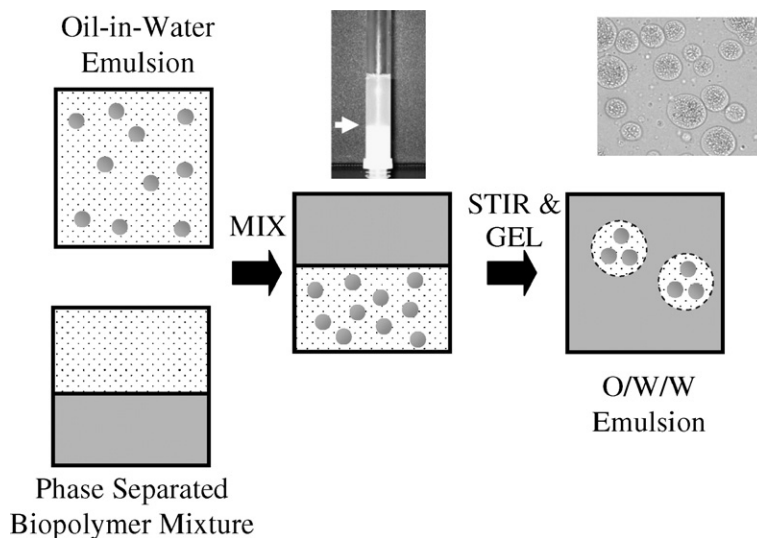 Oil-in-Water
Emulsion
MIX
STIR &
GEL
O/W/W
Emulsion
Phase Separated
Biopolymer Mixture